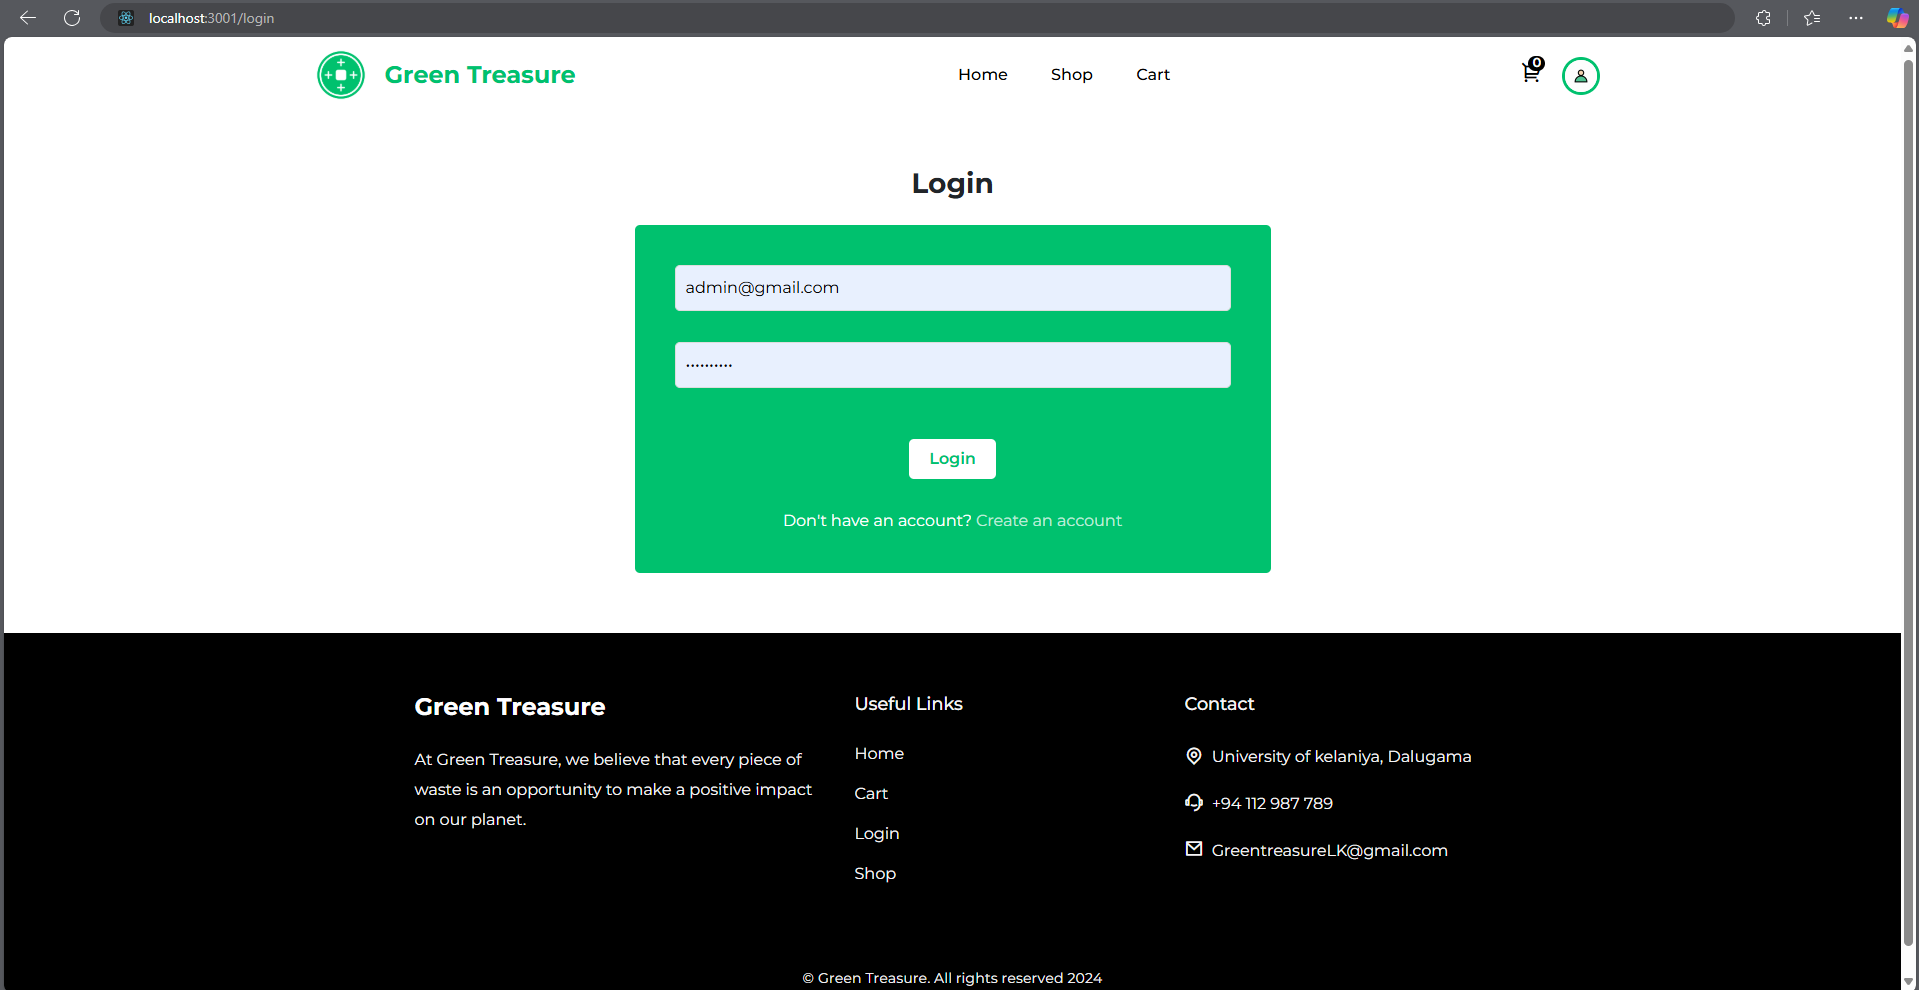 localhost:3001/login
Green Treasure
Home
Shop
Cart
0
Login
admin@gmail.com
••••••••••
Login
Don't have an account? Create an account
Green Treasure
At Green Treasure, we believe that every piece of
waste is an opportunity to make a positive impact
on our planet.
Useful Links
Home
Cart
Login
Shop
Contact
University of kelaniya, Dalugama
+94 112 987 789
GreentreasureLK@gmail.com
© Green Treasure. All rights reserved 2024